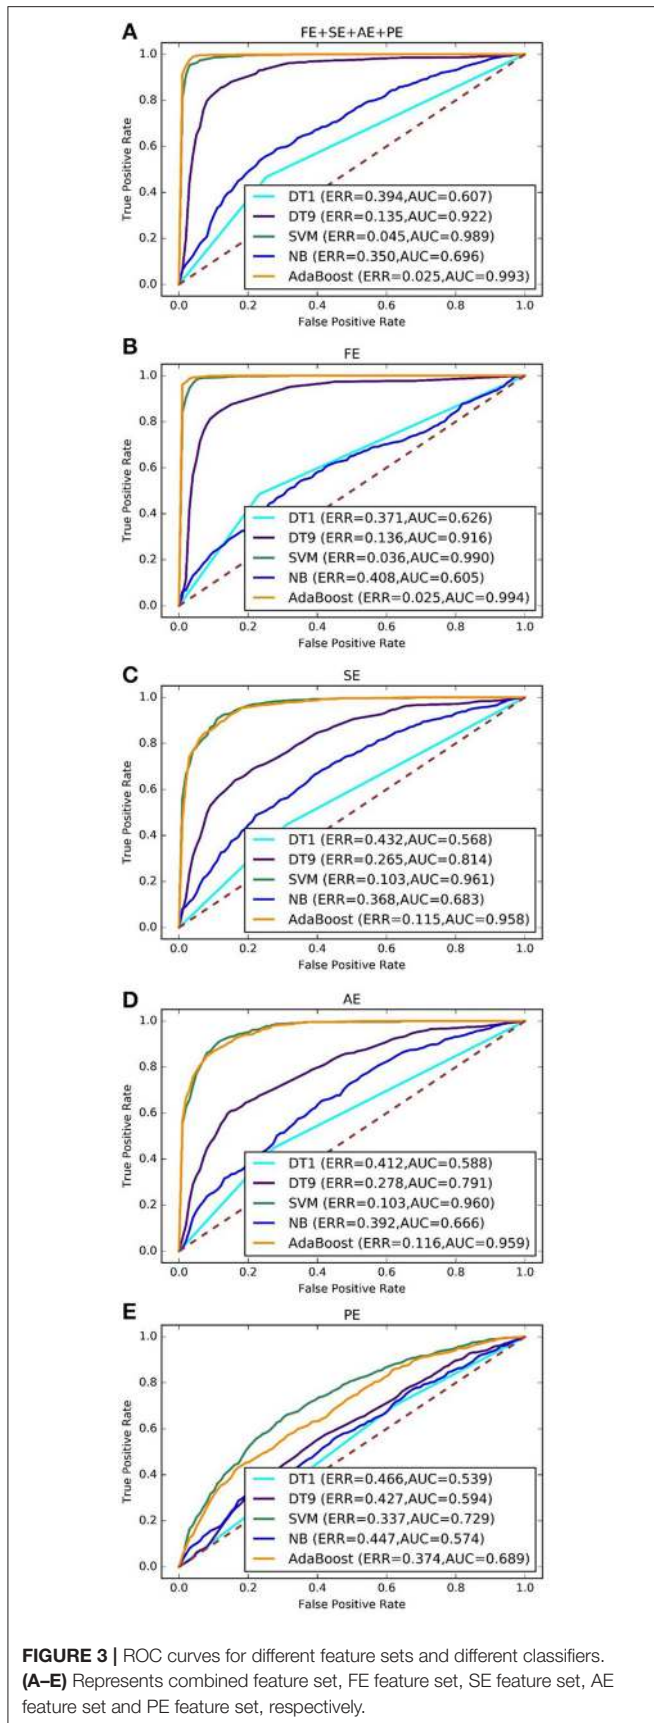 A
FE+SE+AE+PE
1.0
0.8
0.6
0.4
0.2
0.0
True Positive Rate
DT1 (ERR=0.394,AUC=0.607)
DT9 (ERR=0.135,AUC=0.922)
SVM (ERR=0.045,AUC=0.989)
NB (ERR=0.350,AUC=0.696)
AdaBoost (ERR=0.025,AUC=0.993)
0.0 0.2 0.4 0.6 0.8 1.0
False Positive Rate
B
FE
1.0
0.8
0.6
0.4
0.2
0.0
True Positive Rate
DT1 (ERR=0.371,AUC=0.626)
DT9 (ERR=0.136,AUC=0.916)
SVM (ERR=0.036,AUC=0.990)
NB (ERR=0.408,AUC=0.605)
AdaBoost (ERR=0.025,AUC=0.994)
0.0 0.2 0.4 0.6 0.8 1.0
False Positive Rate
C
SE
1.0
0.8
0.6
0.4
0.2
0.0
True Positive Rate
DT1 (ERR=0.432,AUC=0.568)
DT9 (ERR=0.265,AUC=0.814)
SVM (ERR=0.103,AUC=0.961)
NB (ERR=0.368,AUC=0.683)
AdaBoost (ERR=0.115,AUC=0.958)
0.0 0.2 0.4 0.6 0.8 1.0
False Positive Rate
D
AE
1.0
0.8
0.6
0.4
0.2
0.0
True Positive Rate
DT1 (ERR=0.412,AUC=0.588)
DT9 (ERR=0.278,AUC=0.791)
SVM (ERR=0.103,AUC=0.960)
NB (ERR=0.392,AUC=0.666)
AdaBoost (ERR=0.116,AUC=0.959)
0.0 0.2 0.4 0.6 0.8 1.0
False Positive Rate
E
PE
1.0
0.8
0.6
0.4
0.2
0.0
True Positive Rate
DT1 (ERR=0.466,AUC=0.539)
DT9 (ERR=0.427,AUC=0.594)
SVM (ERR=0.337,AUC=0.729)
NB (ERR=0.447,AUC=0.574)
AdaBoost (ERR=0.374,AUC=0.689)
0.0 0.2 0.4 0.6 0.8 1.0
False Positive Rate
FIGURE 3 | ROC curves for different feature sets and different classifiers.
(A–E) Represents combined feature set, FE feature set, SE feature set, AE
feature set and PE feature set, respectively.